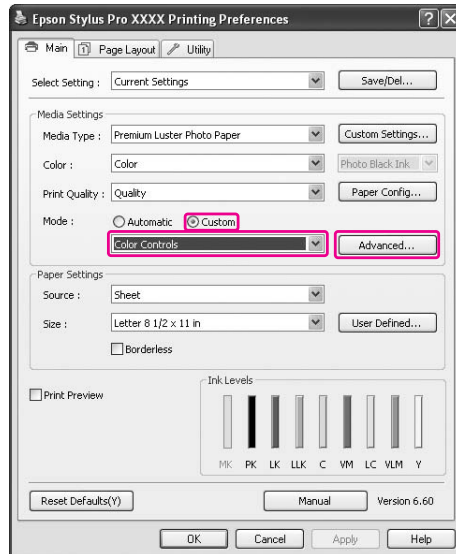 Epson Stylus Pro XXXX Printing Preferences
Main Page Layout Utility
Select Setting : Current Settings Save/Del...
Media Settings
Media Type : Premium Luster Photo Paper Custom Settings...
Color : Color Photo Black Ink
Print Quality : Quality Paper Config...
Mode : Automatic Custom
Color Controls Advanced...
Paper Settings
Source : Sheet
Size : Letter 8 1/2 x 11 in User Defined...
Borderless
Print Preview
Ink Levels
MK PK LK LLK C VM LC VLM Y
Reset Defaults(Y) Manual Version 6.60
OK Cancel Apply Help